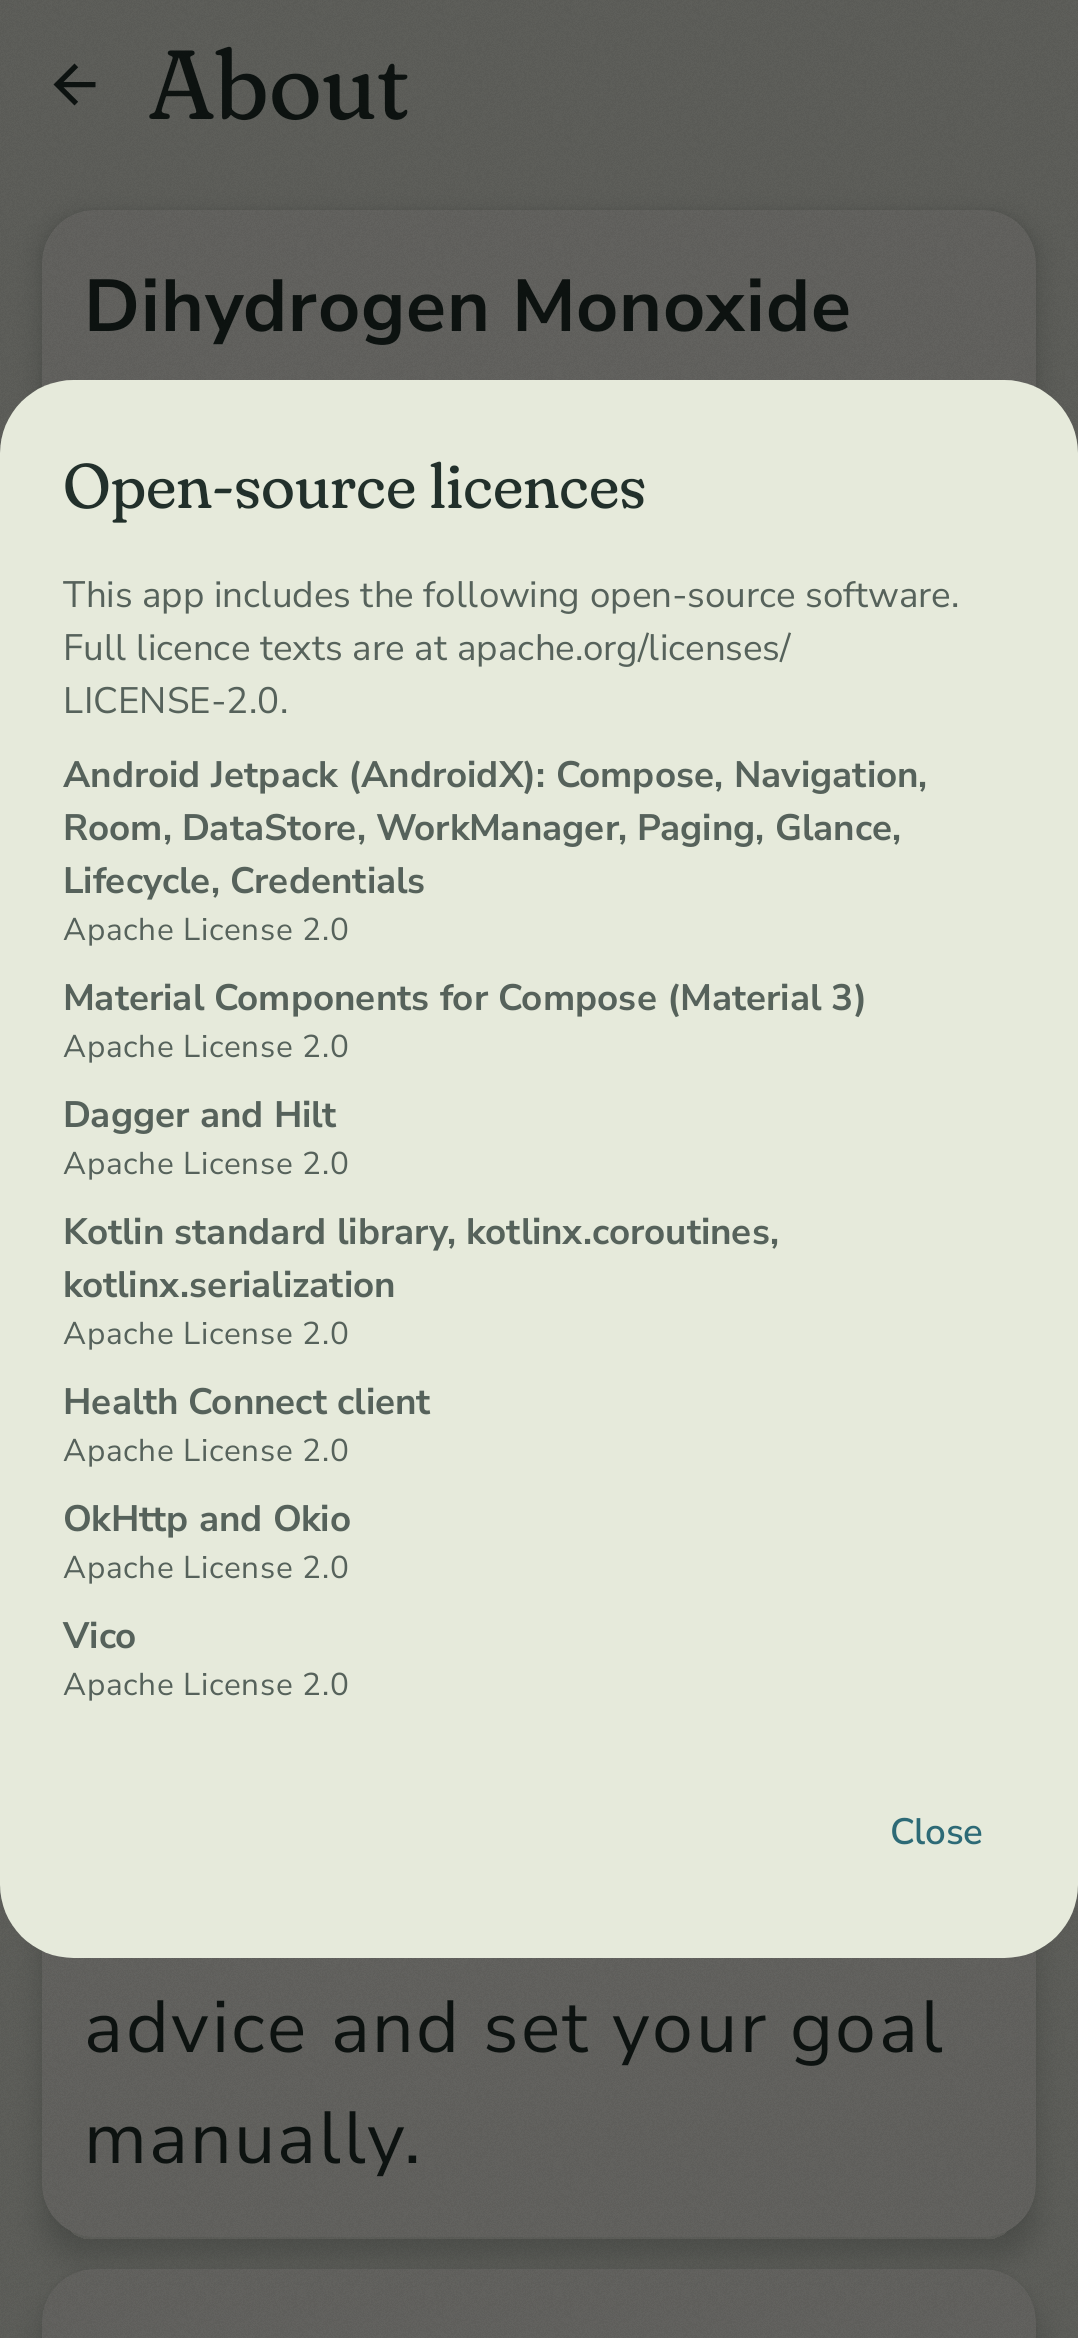 About
Dihydrogen Monoxide
Open-source licences
This app includes the following open-source software.
Full licence texts are at apache.org/licenses/
LICENSE-2.0.
Android Jetpack (AndroidX): Compose, Navigation,
Room, DataStore, WorkManager, Paging, Glance,
Lifecycle, Credentials
Apache License 2.0
Material Components for Compose (Material 3)
Apache License 2.0
Dagger and Hilt
Apache License 2.0
Kotlin standard library, kotlinx.coroutines,
kotlinx.serialization
Apache License 2.0
Health Connect client
Apache License 2.0
OkHttp and Okio
Apache License 2.0
Vico
Apache License 2.0
Close
advice and set your goal
manually.